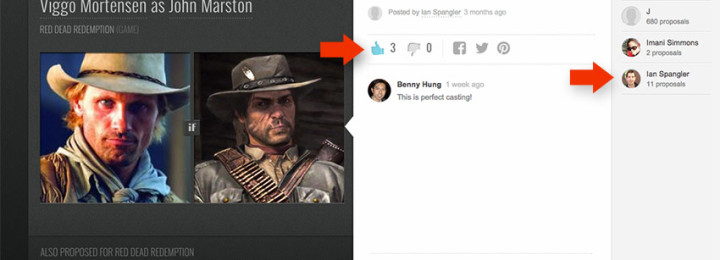 Viggo Mortensen as John Marston
RED DEAD REDEMPTION (GAME)
iF
ALSO PROPOSED FOR RED DEAD REDEMPTION
Posted by Ian Spangler 3 months ago
3 0
Benny Hung 1 week ago
This is perfect casting!
J
680 proposals
Imani Simmons
2 proposals
Ian Spangler
11 proposals